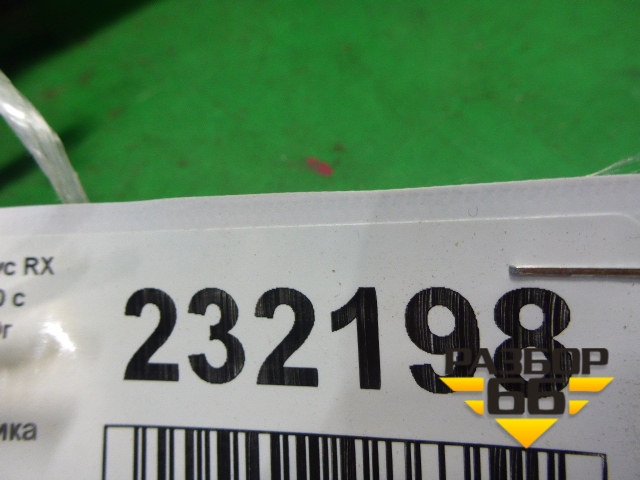 ус RX
0 с
0г
232198
ика
РАЗБОР
66